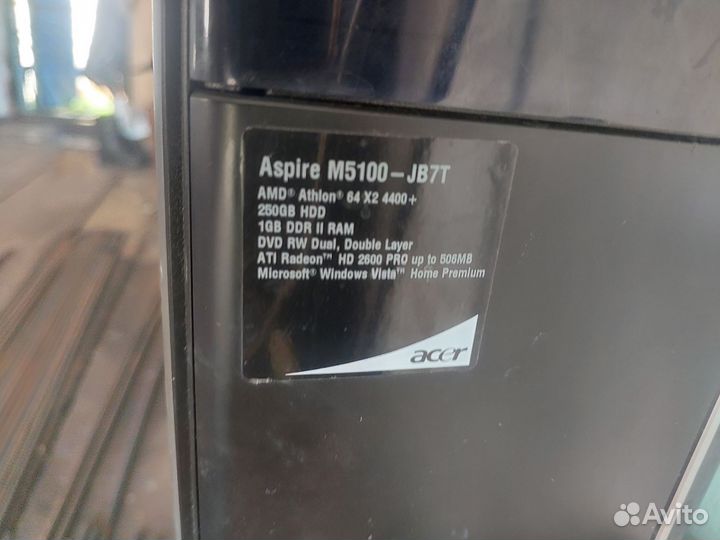 Aspire M5100-JB7T
AMD® Athlon® 64 X2 4400+
250GB HDD
1GB DDR II RAM
DVD RW Dual, Double Layer
ATI Radeon™ HD 2600 PRO up to 506MB
Microsoft® Windows Vista™ Home Premium
acer
Avito